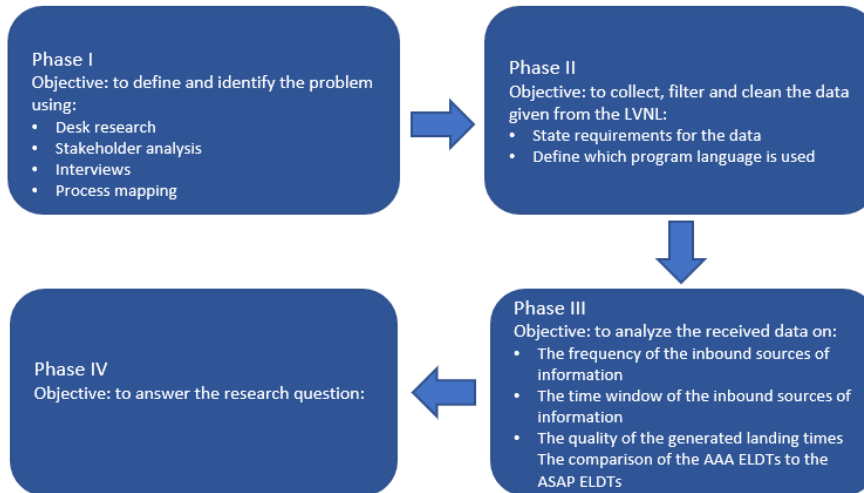 Phase I
Objective: to define and identify the problem
using:
• Desk research
• Stakeholder analysis
• Interviews
• Process mapping
Phase II
Objective: to collect, filter and clean the data
given from the LVNL:
• State requirements for the data
• Define which program language is used
Phase III
Objective: to analyze the received data on:
• The frequency of the inbound sources of
information
• The time window of the inbound sources of
information
• The quality of the generated landing times
The comparison of the AAA ELDTs to the
ASAP ELDTs
Phase IV
Objective: to answer the research question: